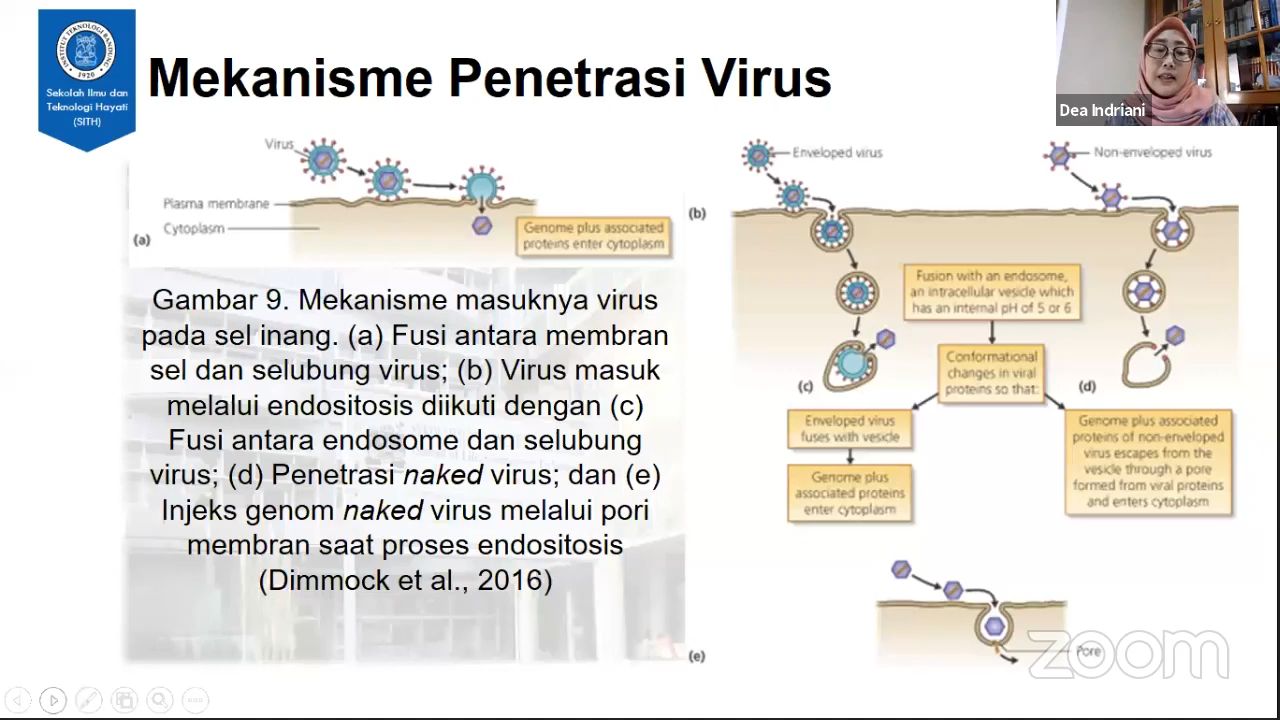 INSTITUT TEKNOLOGI BANDUNG
1920
Sekolah Ilmu dan
Teknologi Hayati
(SITH)
Mekanisme Penetrasi Virus
Dea Indriani
Virus
Plasma membrane
Cytoplasm
(a)
Genome plus associated
proteins enter cytoplasm
Gambar 9. Mekanisme masuknya virus
pada sel inang. (a) Fusi antara membran
sel dan selubung virus; (b) Virus masuk
melalui endositosis diikuti dengan (c)
Fusi antara endosome dan selubung
virus; (d) Penetrasi naked virus; dan (e)
Injeks genom naked virus melalui pori
membran saat proses endositosis
(Dimmock et al., 2016)
Enveloped virus
Non-enveloped virus
(b)
Fusion with an endosome,
an intracellular vesicle which
has an internal pH of 5 or 6
Conformational
changes in viral
proteins so that:
(c)
(d)
Enveloped virus
fuses with vesicle
Genome plus
associated proteins
enter cytoplasm
Genome plus associated
proteins of non-enveloped
virus escapes from the
vesicle through a pore
formed from viral proteins
and enters cytoplasm
(e)
Pore
zoom